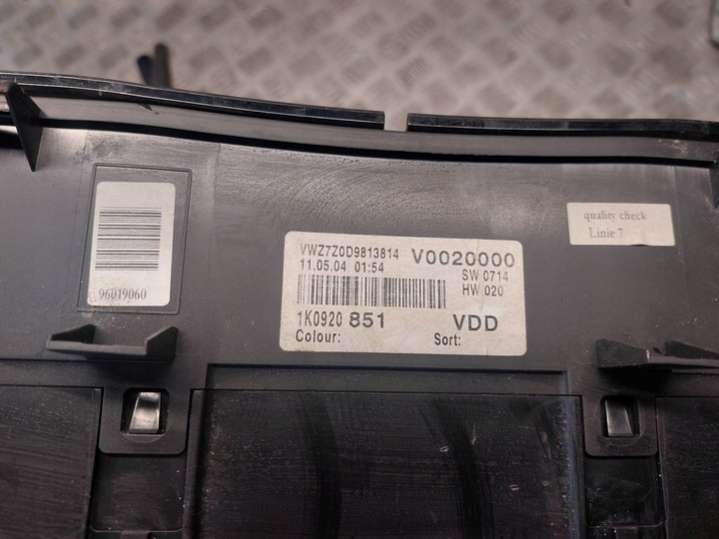 96019060
VWZ7Z0D9813814 V0020000
11.05.04 01:54 SW 0714
HW 020
1K0920 851 VDD
Colour: Sort:
quality check
Linie 7